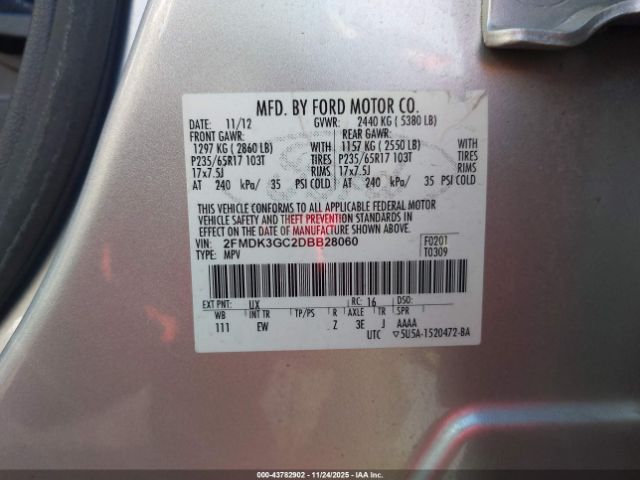 MFD. BY FORD MOTOR CO.
DATE: 11/12 GVWR: 2440 KG ( 5380 LB)
FRONT GAWR: REAR GAWR:
1297 KG ( 2860 LB) WITH 1157 KG ( 2550 LB) WITH
P235/65R17 103T TIRES P235/65R17 103T TIRES
17x7.5J RIMS 17x7.5J RIMS
AT 240 kPa/ 35 PSI COLD AT 240 kPa/ 35 PSI COLD
THIS VEHICLE CONFORMS TO ALL APPLICABLE FEDERAL MOTOR
VEHICLE SAFETY AND THEFT PREVENTION STANDARDS IN
EFFECT ON THE DATE OF MANUFACTURE SHOWN ABOVE.
VIN: 2FMDK3GC2DBB28060 F0201
TYPE: MPV T0309
EXT PNT: UX RC: 16 DSO:
WB INT TR TP/PS R AXLE TR SPR
111 EW Z 3E J AAAA
UTC ▽5U5A-1520472-BA
000-43782902 - 11/24/2025 - IAA Inc.